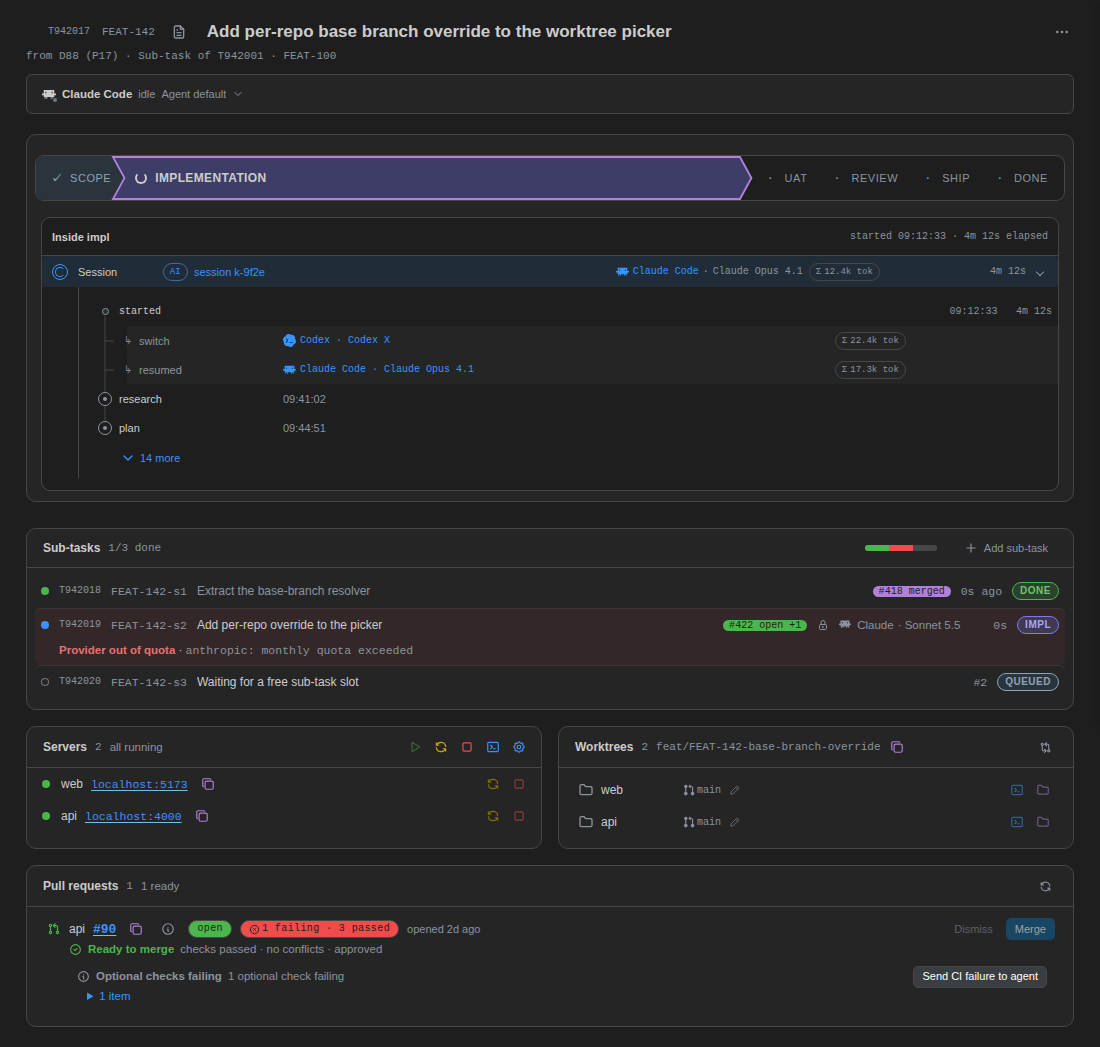 T942017 FEAT-142 Add per-repo base branch override to the worktree picker
from D88 (P17) · Sub-task of T942001 · FEAT-100
Claude Code idle Agent default
SCOPE IMPLEMENTATION · UAT · REVIEW · SHIP · DONE
Inside impl started 09:12:33 · 4m 12s elapsed
Session AI session k-9f2e Claude Code · Claude Opus 4.1 Σ 12.4k tok 4m 12s
started 09:12:33 4m 12s
↳ switch Codex · Codex X Σ 22.4k tok
↳ resumed Claude Code · Claude Opus 4.1 Σ 17.3k tok
research 09:41:02
plan 09:44:51
14 more
Sub-tasks 1/3 done Add sub-task
T942018 FEAT-142-s1 Extract the base-branch resolver #418 merged 0s ago DONE
T942019 FEAT-142-s2 Add per-repo override to the picker #422 open +1 Claude · Sonnet 5.5 0s IMPL
Provider out of quota · anthropic: monthly quota exceeded
T942020 FEAT-142-s3 Waiting for a free sub-task slot #2 QUEUED
Servers 2 all running
web localhost:5173
api localhost:4000
Worktrees 2 feat/FEAT-142-base-branch-override
web main
api main
Pull requests 1 1 ready
api #90 open 1 failing · 3 passed opened 2d ago Dismiss Merge
Ready to merge checks passed · no conflicts · approved
Optional checks failing 1 optional check failing Send CI failure to agent
1 item